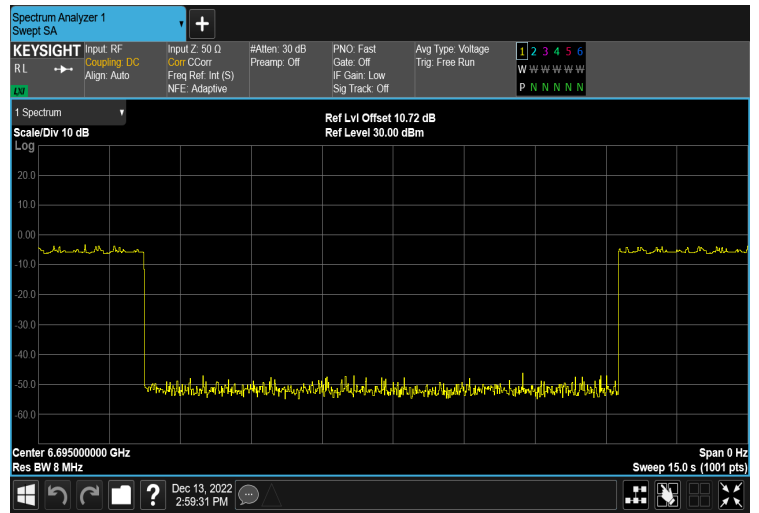 Spectrum Analyzer 1
Swept SA
+
KEYSIGHT Input: RF Input Z: 50 Ω #Atten: 30 dB PNO: Fast Avg Type: Voltage 1 2 3 4 5 6
RL Coupling: DC Corr CCorr Preamp: Off Gate: Off Trig: Free Run W W W W W W
Align: Auto Freq Ref: Int (S) IF Gain: Low P N N N N N
LXI NFE: Adaptive Sig Track: Off
1 Spectrum
Ref Lvl Offset 10.72 dB
Scale/Div 10 dB Ref Level 30.00 dBm
Log
20.0
10.0
0.00
-10.0
-20.0
-30.0
-40.0
-50.0
-60.0
Center 6.695000000 GHz Span 0 Hz
Res BW 8 MHz Sweep 15.0 s (1001 pts)
? Dec 13, 2022
2:59:31 PM